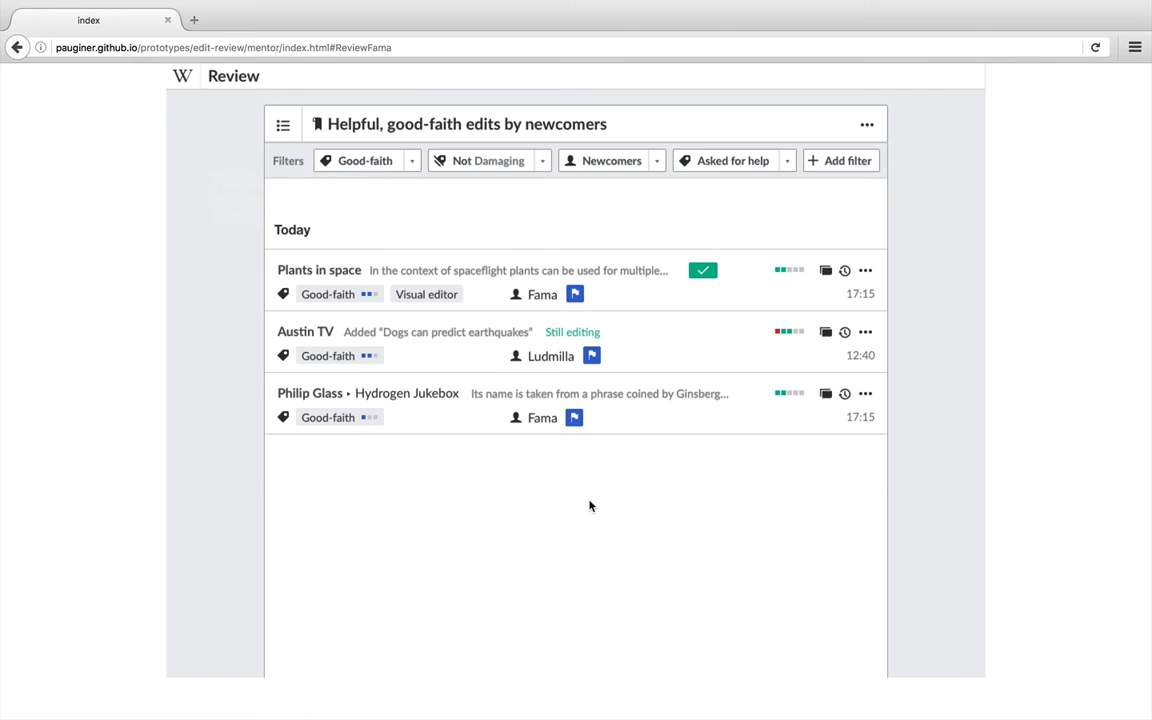 index
pauginer.github.io/prototypes/edit-review/mentor/index.html#ReviewFama
W Review
Helpful, good-faith edits by newcomers
Filters Good-faith Not Damaging Newcomers Asked for help + Add filter
Today
Plants in space In the context of spaceflight plants can be used for multiple...
Good-faith Visual editor Fama 17:15
Austin TV Added “Dogs can predict earthquakes” Still editing
Good-faith Ludmilla 12:40
Philip Glass ▸ Hydrogen Jukebox Its name is taken from a phrase coined by Ginsberg...
Good-faith Fama 17:15